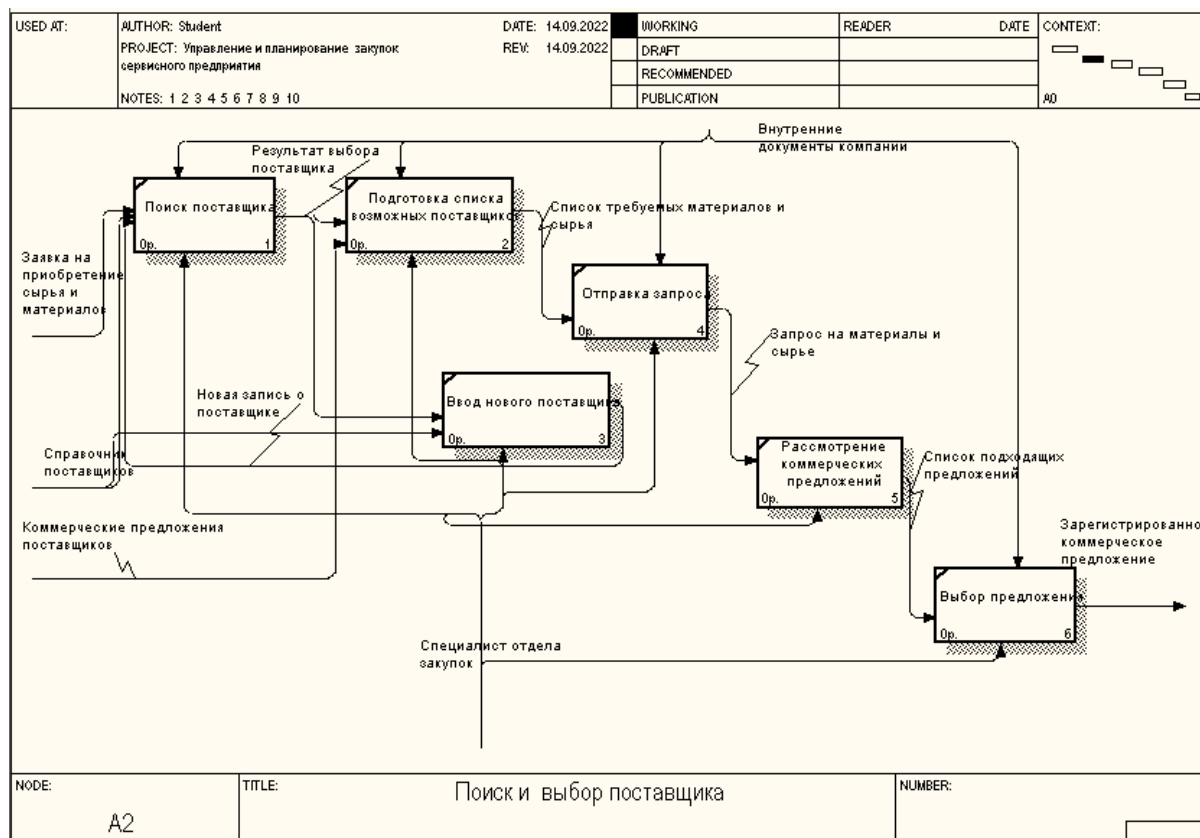 USED AT:
AUTHOR: Student
DATE: 14.09.2022
PROJECT: Управление и планирование закупок
сервисного предприятия
REV: 14.09.2022
NOTES: 1 2 3 4 5 6 7 8 9 10
WORKING
DRAFT
RECOMMENDED
PUBLICATION
READER
DATE
CONTEXT:
A0
Внутренние
документы компании
Результат выбора
поставщика
Поиск поставщика
0р.
1
Подготовка списка
возможных поставщиков
0р.
2
Список требуемых материалов и
сырья
Заявка на
приобретение
сырья и
материалов
Отправка запроса
0р.
4
Запрос на материалы и
сырье
Новая запись о
поставщике
Ввод нового поставщика
0р.
3
Справочник
поставщиков
Рассмотрение
коммерческих
предложений
0р.
5
Список подходящих
предложений
Коммерческие предложения
поставщиков
Зарегистрированно
коммерческое
предложение
Выбор предложения
0р.
6
Специалист отдела
закупок
NODE:
A2
TITLE:
Поиск и выбор поставщика
NUMBER: